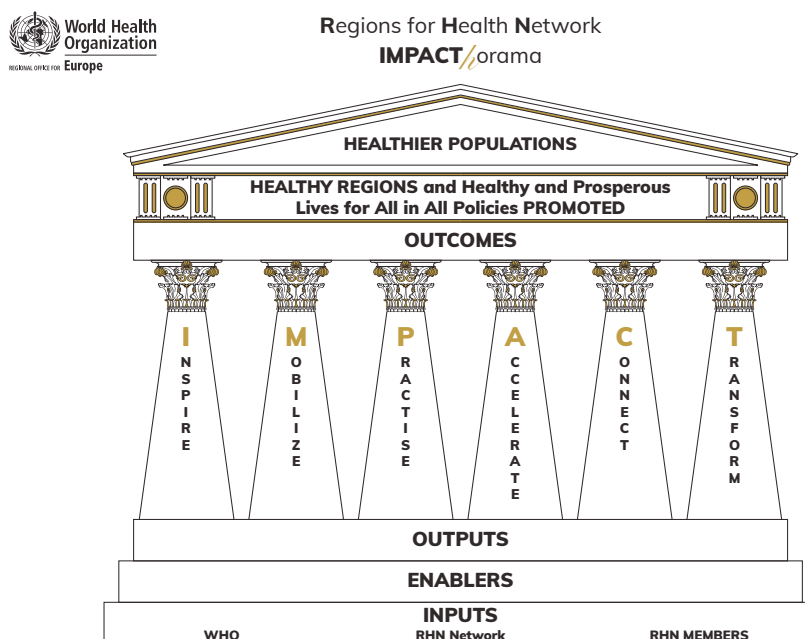 World Health
Organization
REGIONAL OFFICE FOR Europe
Regions for Health Network
IMPACThorama
HEALTHIER POPULATIONS
HEALTHY REGIONS and Healthy and Prosperous
Lives for All in All Policies PROMOTED
OUTCOMES
INSPIRE
MOBILIZE
PRACTISE
ACCELERATE
CONNECT
TRANSFORM
OUTPUTS
ENABLERS
INPUTS
WHO
RHN Network
RHN MEMBERS